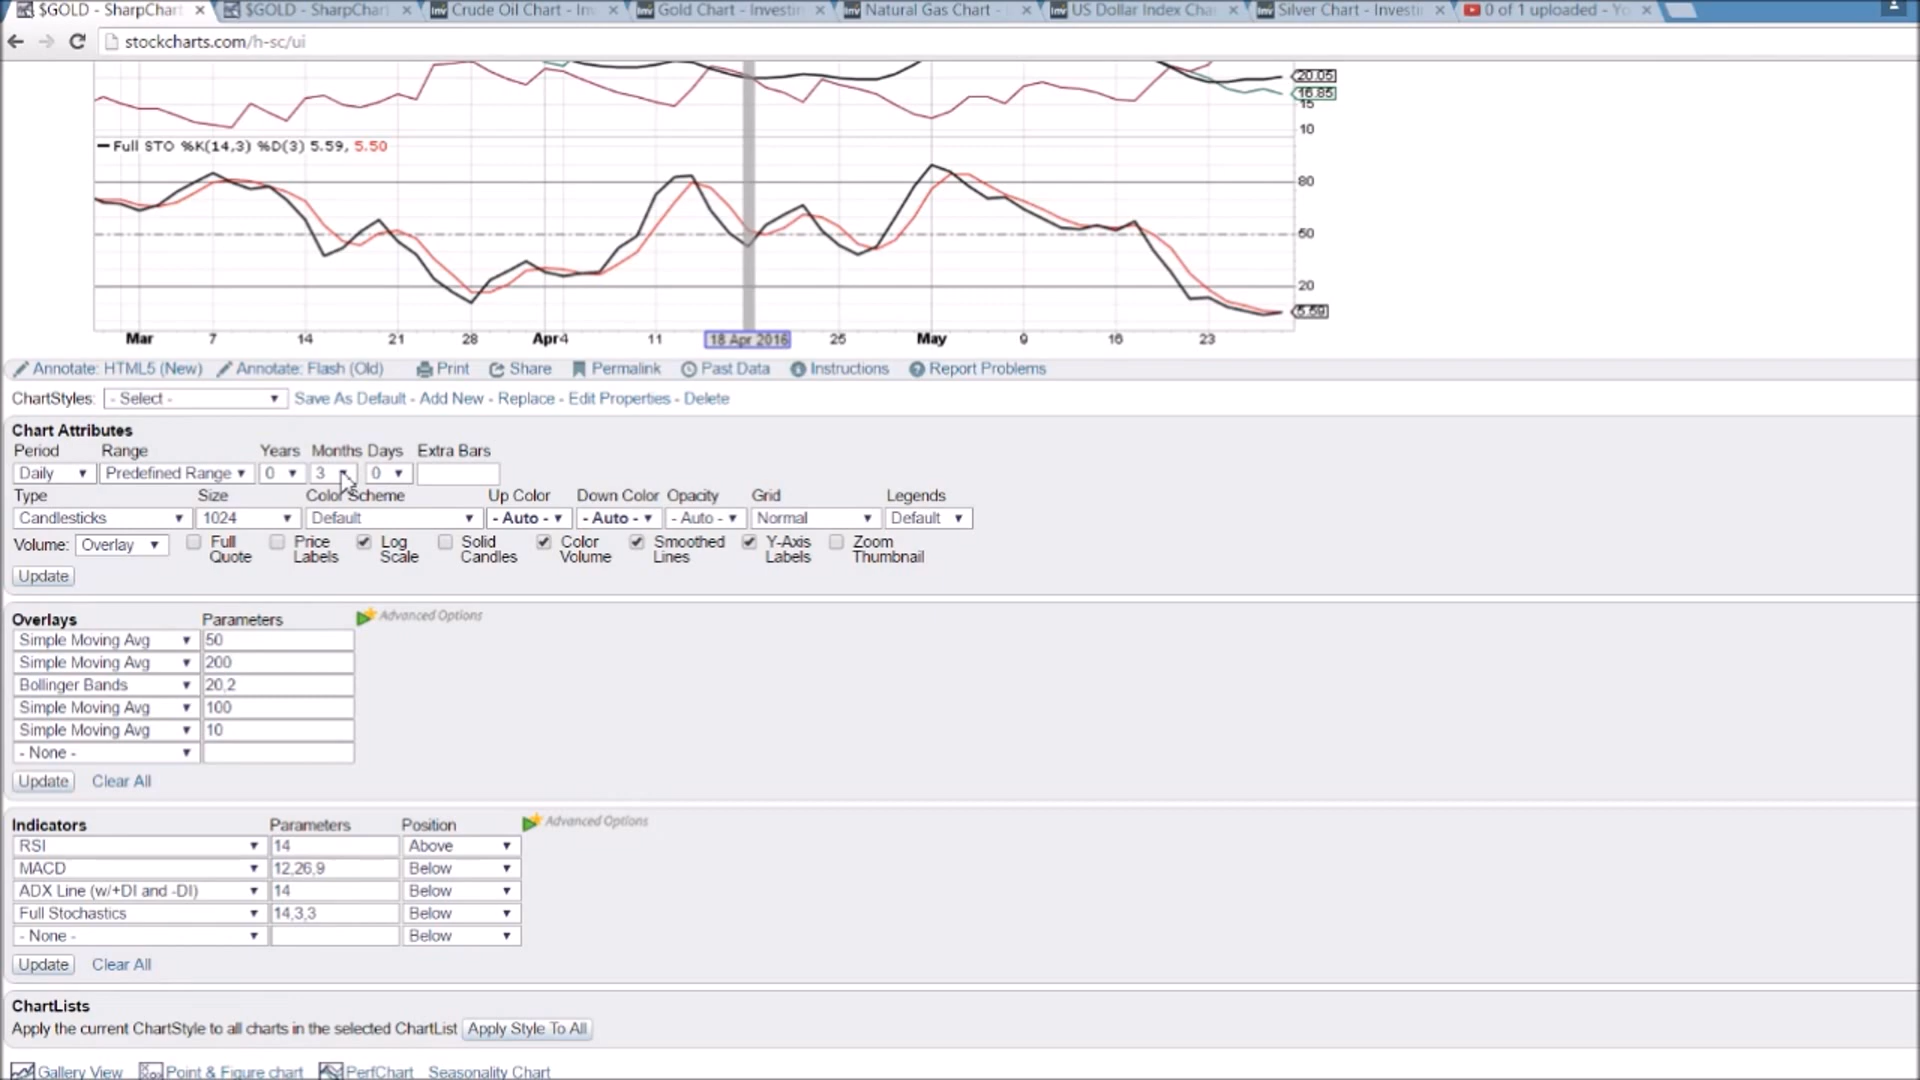 $GOLD - SharpChart
$GOLD - SharpChart
Crude Oil Chart - In
Gold Chart - Investin
Natural Gas Chart -
US Dollar Index Cha
Silver Chart - Investi
0 of 1 uploaded - Yo
stockcharts.com/h-sc/ui
20.05
16.85
15
10
Full STO %K(14,3) %D(3) 5.59, 5.50
80
50
20
5.59
Mar 7 14 21 28 Apr 4 11 18 Apr 2016 25 May 9 16 23
Annotate: HTML5 (New) Annotate: Flash (Old) Print Share Permalink Past Data Instructions Report Problems
ChartStyles: - Select - Save As Default - Add New - Replace - Edit Properties - Delete
Chart Attributes
Period Range Years Months Days Extra Bars
Daily Predefined Range 0 3 0
Type Size Color Scheme Up Color Down Color Opacity Grid Legends
Candlesticks 1024 Default - Auto - - Auto - - Auto - Normal Default
Volume: Overlay Full Quote Price Labels Log Scale Solid Candles Color Volume Smoothed Lines Y-Axis Labels Zoom Thumbnail
Update
Overlays Parameters Advanced Options
Simple Moving Avg 50
Simple Moving Avg 200
Bollinger Bands 20,2
Simple Moving Avg 100
Simple Moving Avg 10
- None -
Update Clear All
Indicators Parameters Position Advanced Options
RSI 14 Above
MACD 12,26,9 Below
ADX Line (w/+DI and -DI) 14 Below
Full Stochastics 14,3,3 Below
- None - Below
Update Clear All
ChartLists
Apply the current ChartStyle to all charts in the selected ChartList Apply Style To All
Gallery View Point & Figure chart PerfChart Seasonality Chart